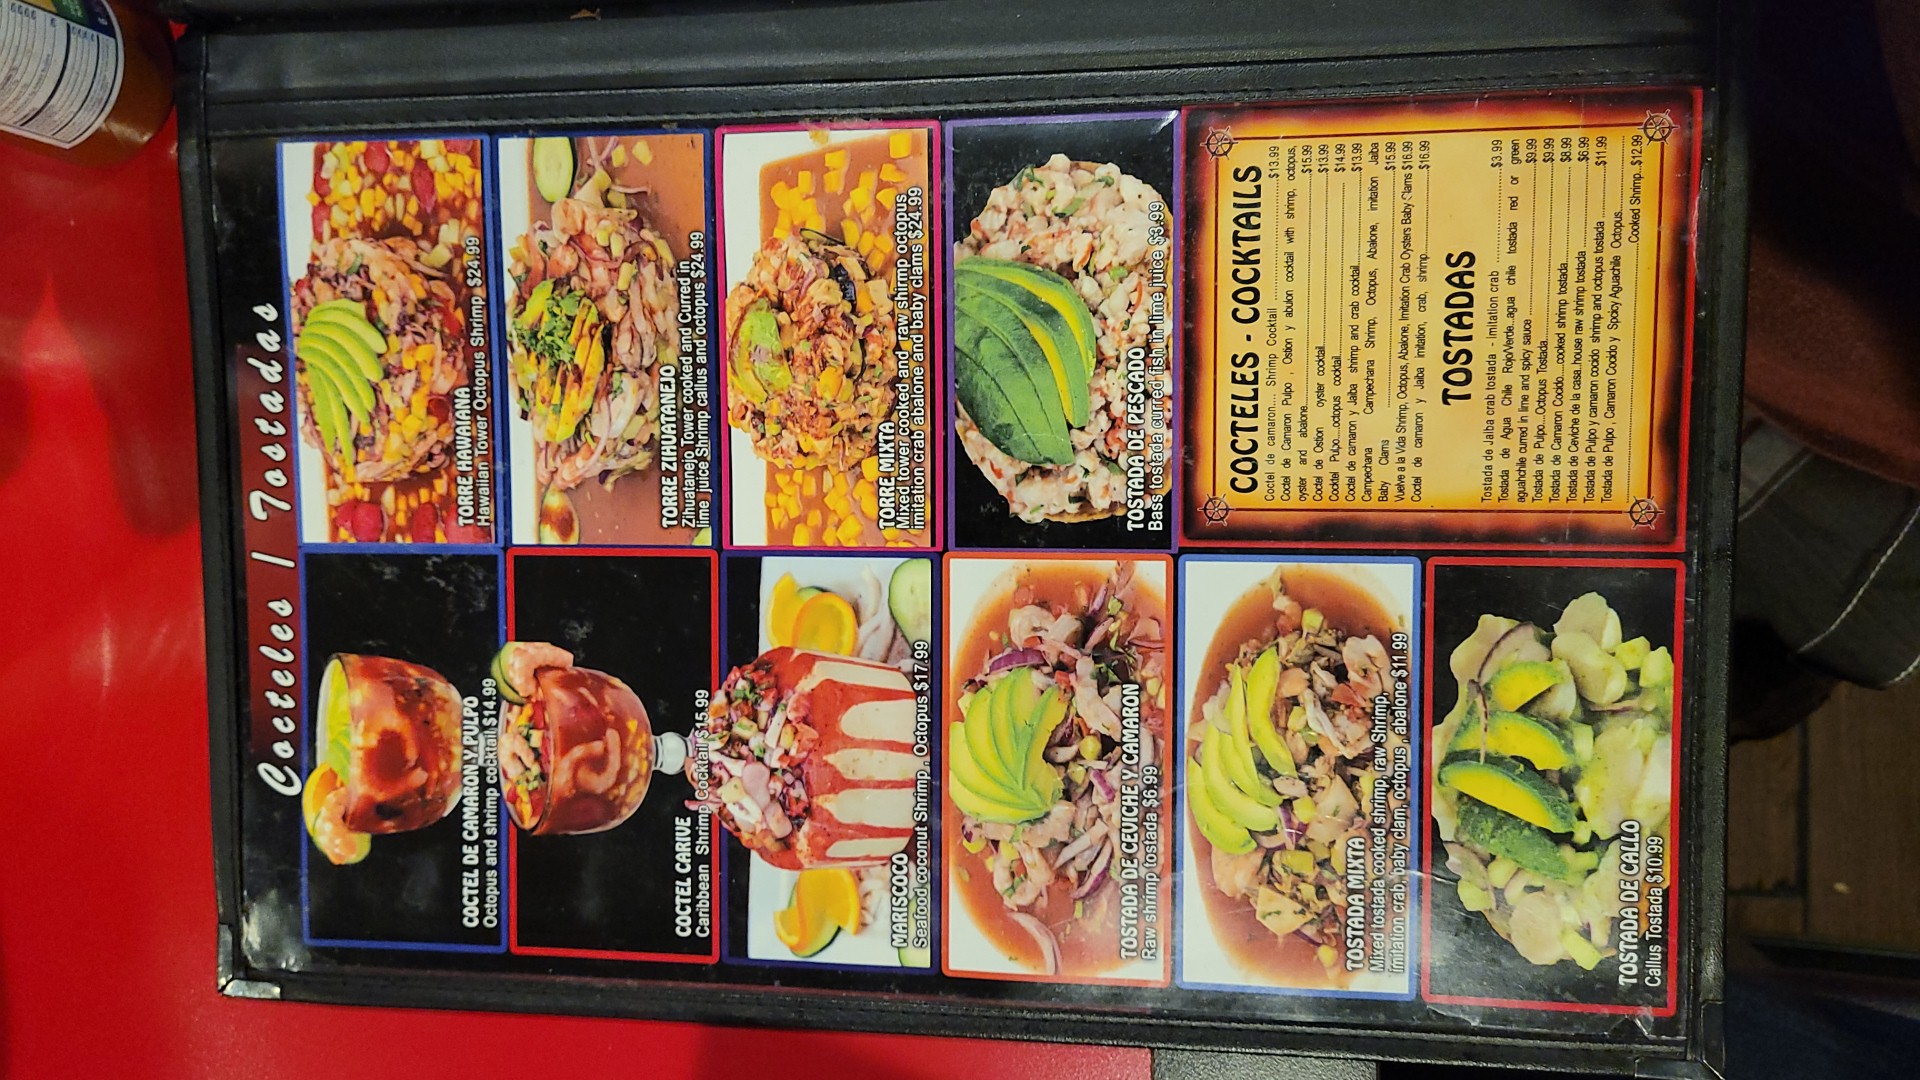 Cocteles / Tostadas
COCTEL DE CAMARON Y PULPO
Octopus and shrimp cocktail $14.99
TORRE HAWAIANA
Hawaiian Tower Octopus Shrimp $24.99
COCTEL CARIVE
Caribbean Shrimp Cocktail $15.99
TORRE ZIHUATANEJO
Zihuatanejo Tower cooked and Curred in
lime juice Shrimp callus and octopus $24.99
MARISCOCO
Seafood coconut Shrimp, Octopus $17.99
TORRE MIXTA
Mixed tower cooked and raw shrimp octopus
imitation crab abalone and baby clams $24.99
TOSTADA DE CEVICHE Y CAMARON
Raw shrimp tostada $6.99
TOSTADA DE PESCADO
Bass tostada curred fish in lime juice $3.99
TOSTADA MIXTA
Mixed tostada cooked shrimp, raw Shrimp,
Imitation crab, baby clam, octopus, abalone $11.99
TOSTADA DE CALLO
Callus Tostada $10.99
COCTELES - COCKTAILS
Coctel de camaron.... Shrimp Cocktail ........................ $13.99
Coctel de Camaron Pulpo , Ostion y abulon cocktail with shrimp, octopus,
oyster and abalone........................ $15.99
Coctel de Ostion oyster cocktail........................ $13.99
Cocktel Pulpo....octopus cocktail........................ $14.99
Coctel de camaron y Jaiba shrimp and crab cocktail........................ $13.99
Campechana Campechana Shrimp, Octopus, Abalone, imitation Jaiba
Baby Clams ........................ $15.99
Vuelve a la Vida Shrimp, Octopus, Abalone, Imitation Crab Oysters Baby Clams $16.99
Coctel de camaron y Jaiba imitation, crab, shrimp........................ $16.99
TOSTADAS
Tostada de Jaiba crab tostada - Imitation crab ........................ $3.99
Tostada de Agua Chile Rojo/Verde...agua chile tostada red or green
aguahchile curred in lime and spicy sauce ........................ $9.99
Tostada de Pulpo...Octopus Tostada........................ $9.99
Tostada de Camaron Cocido....cooked shrimp tostada........................ $8.99
Tostada de Caviche de la casa..house raw shrimp tostada ........................ $6.99
Tostada de Pulpo y camaron cocido shrimp and octopus tostada ........................ $11.99
Tostada de Pulpo , Camaron Cocido y Spoicy Aguachile Octopus,
........................Cooked Shrimp....$12.99